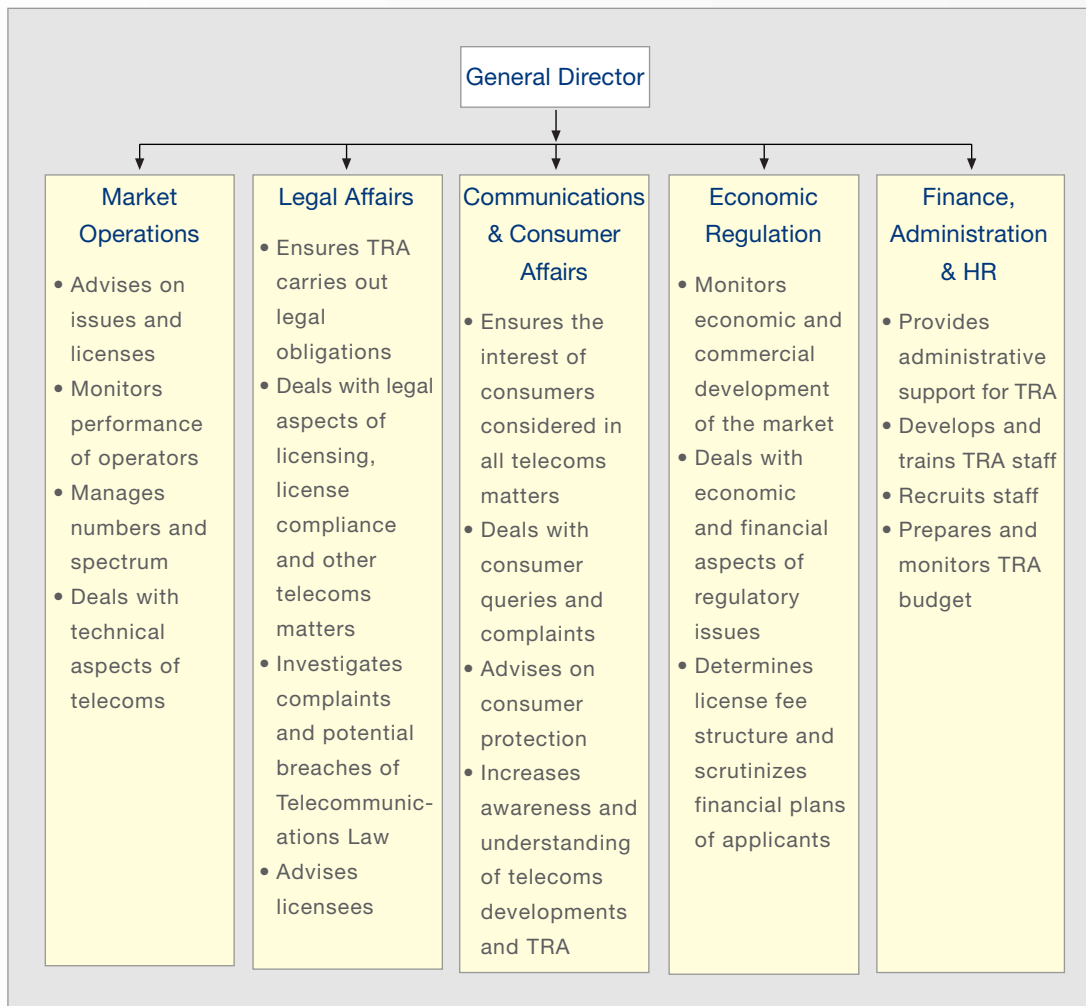 General Director
Market
Operations
• Advises on
issues and
licenses
• Monitors
performance
of operators
• Manages
numbers and
spectrum
• Deals with
technical
aspects of
telecoms
Legal Affairs
• Ensures TRA
carries out
legal
obligations
• Deals with legal
aspects of
licensing,
license
compliance
and other
telecoms
matters
• Investigates
complaints
and potential
breaches of
Telecommunic-
ations Law
• Advises
licensees
Communications
& Consumer
Affairs
• Ensures the
interest of
consumers
considered in
all telecoms
matters
• Deals with
consumer
queries and
complaints
• Advises on
consumer
protection
• Increases
awareness and
understanding
of telecoms
developments
and TRA
Economic
Regulation
• Monitors
economic and
commercial
development
of the market
• Deals with
economic
and financial
aspects of
regulatory
issues
• Determines
license fee
structure and
scrutinizes
financial plans
of applicants
Finance,
Administration
& HR
• Provides
administrative
support for TRA
• Develops and
trains TRA staff
• Recruits staff
• Prepares and
monitors TRA
budget